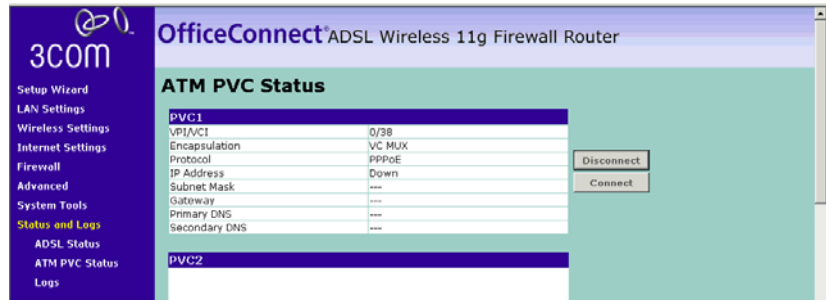 3COM
OfficeConnect® ADSL Wireless 11g Firewall Router
Setup Wizard
LAN Settings
Wireless Settings
Internet Settings
Firewall
Advanced
System Tools
Status and Logs
ADSL Status
ATM PVC Status
Logs
ATM PVC Status
PVC1
VPI/VCI 0/38
Encapsulation VC MUX
Protocol PPPoE
IP Address Down
Subnet Mask ---
Gateway ---
Primary DNS ---
Secondary DNS ---
Disconnect
Connect
PVC2